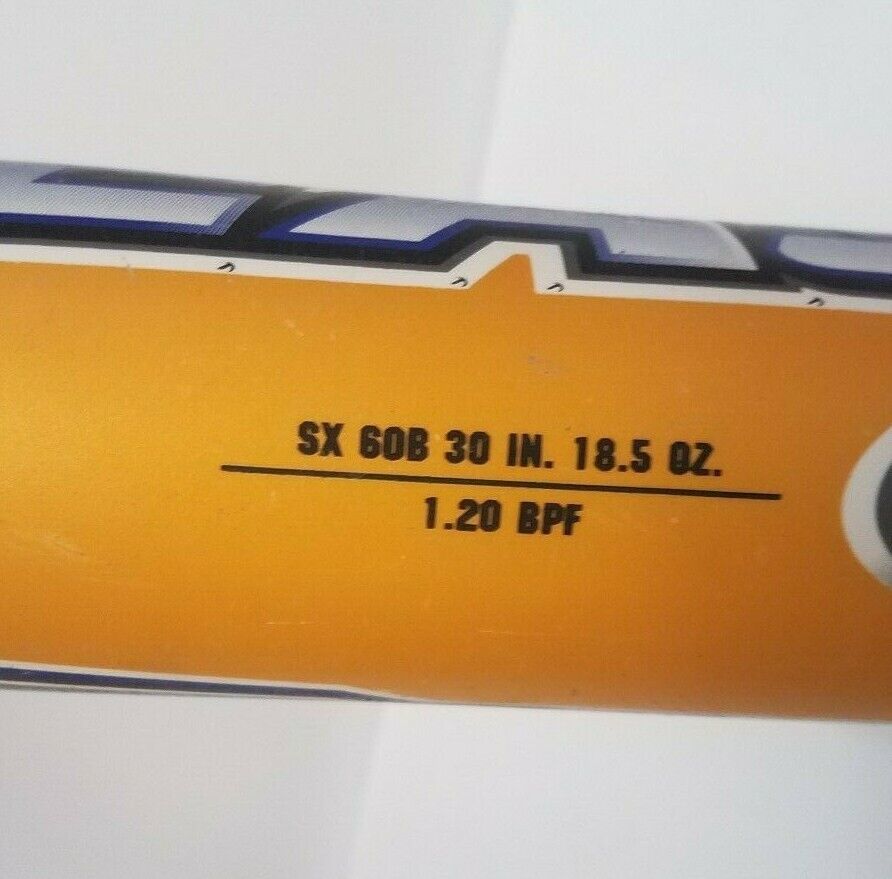 SX 60B 30 IN. 18.5 OZ.
1.20 BPF